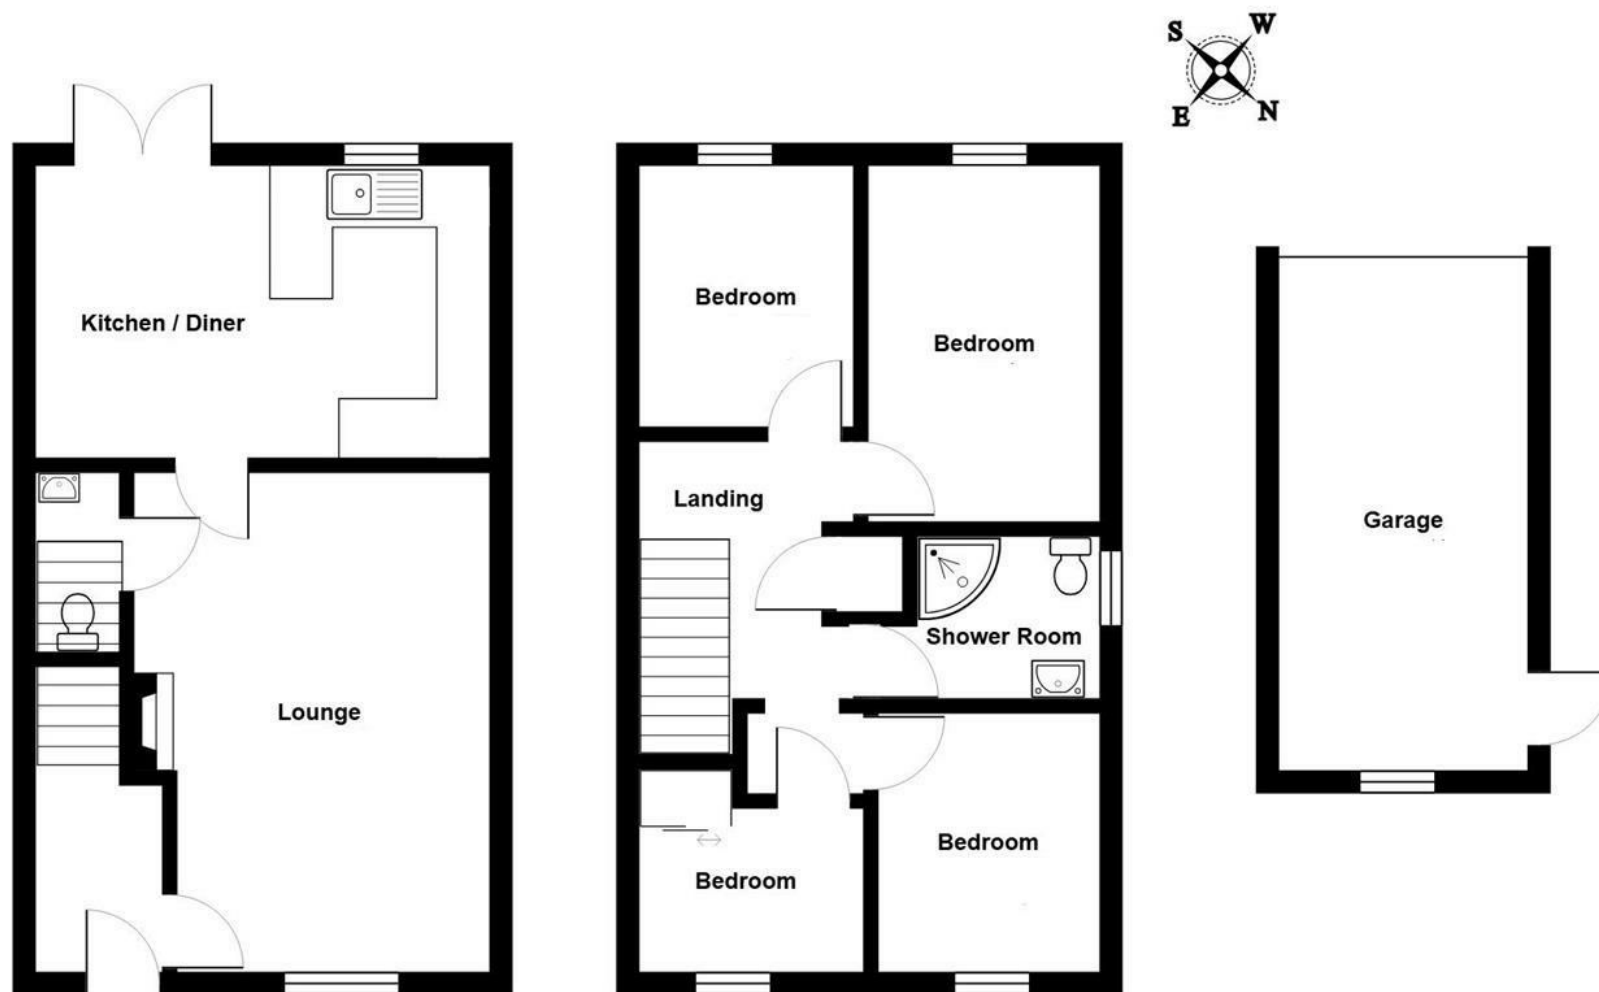 S W
E N
Kitchen / Diner
Lounge
Bedroom
Bedroom
Landing
Shower Room
Bedroom
Bedroom
Garage